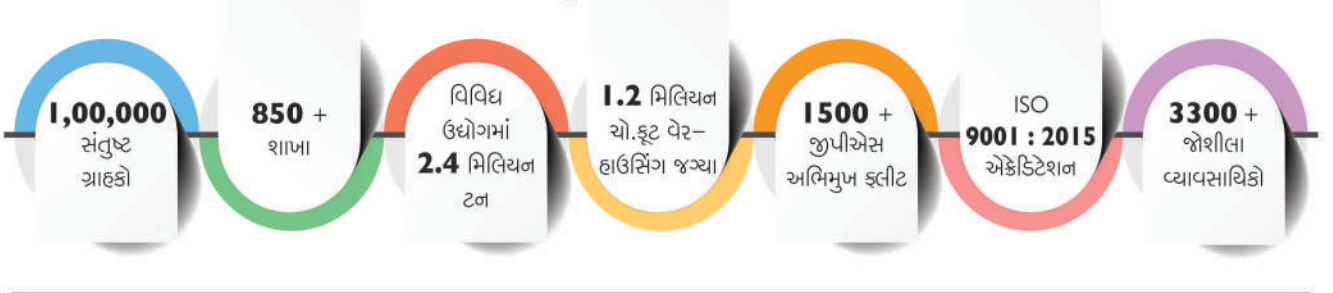 1,00,000
સંતુષ્ટ
ગ્રાહકો
850 +
શાખા
વિવિધ
ઉદ્યોગમાં
2.4 મિલિયન
ટન
1.2 મિલિયન
ચો.ફૂટ વેર–
હાઉસિંગ જગ્યા
1500 +
જીપીએસ
અભિમુખ ફ્લીટ
ISO
9001 : 2015
એક્રેડિટેશન
3300 +
જોશીલા
વ્યાવસાયિકો